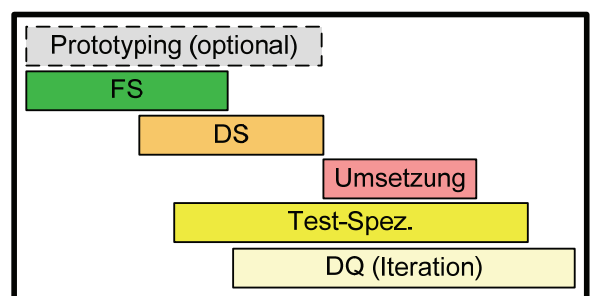 Prototyping (optional)
FS
DS
Umsetzung
Test-Spez.
DQ (Iteration)